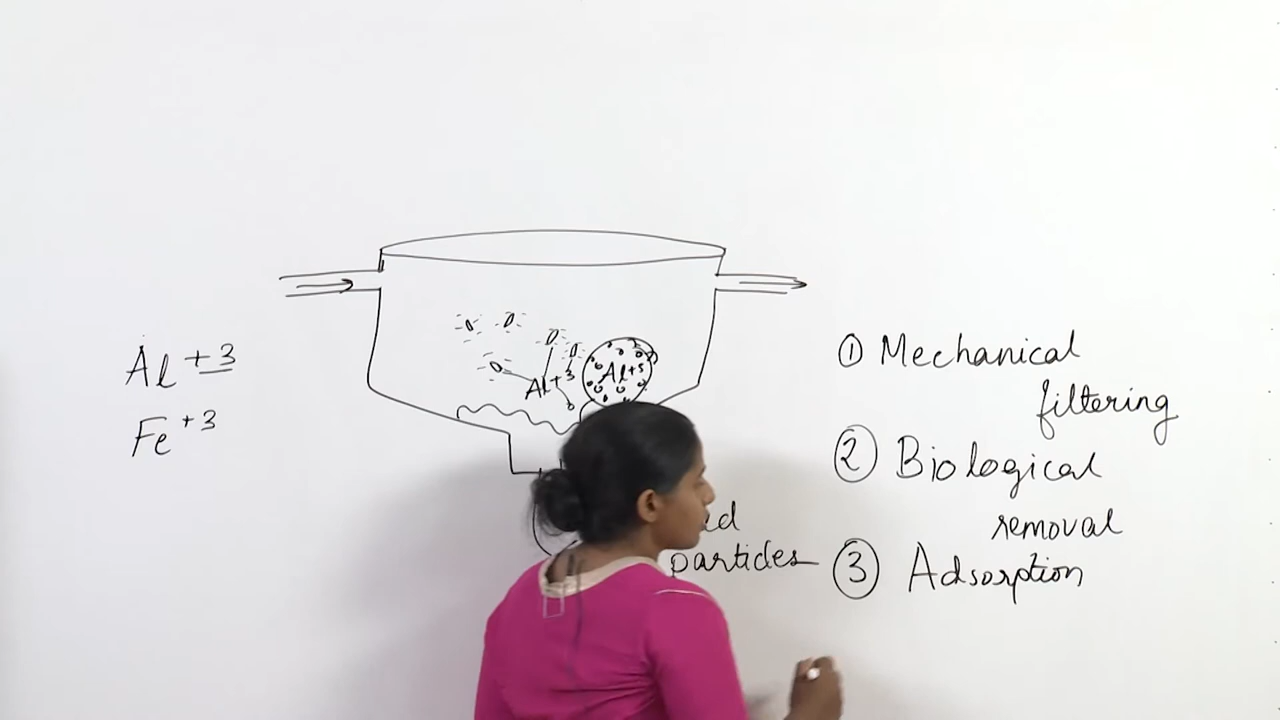 Al +3
Fe +3
Al+3
Al+3
particles
① Mechanical
filtering
② Biological
removal
③ Adsorption